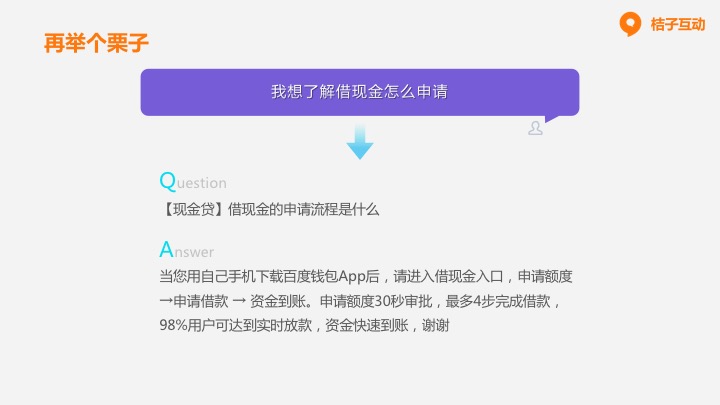 桔子互动
再举个栗子
我想了解借现金怎么申请
Question
【现金贷】借现金的申请流程是什么
Answer
当您用自己手机下载百度钱包App后，请进入借现金入口，申请额度
→申请借款 → 资金到账。申请额度30秒审批，最多4步完成借款，
98%用户可达到实时放款，资金快速到账，谢谢